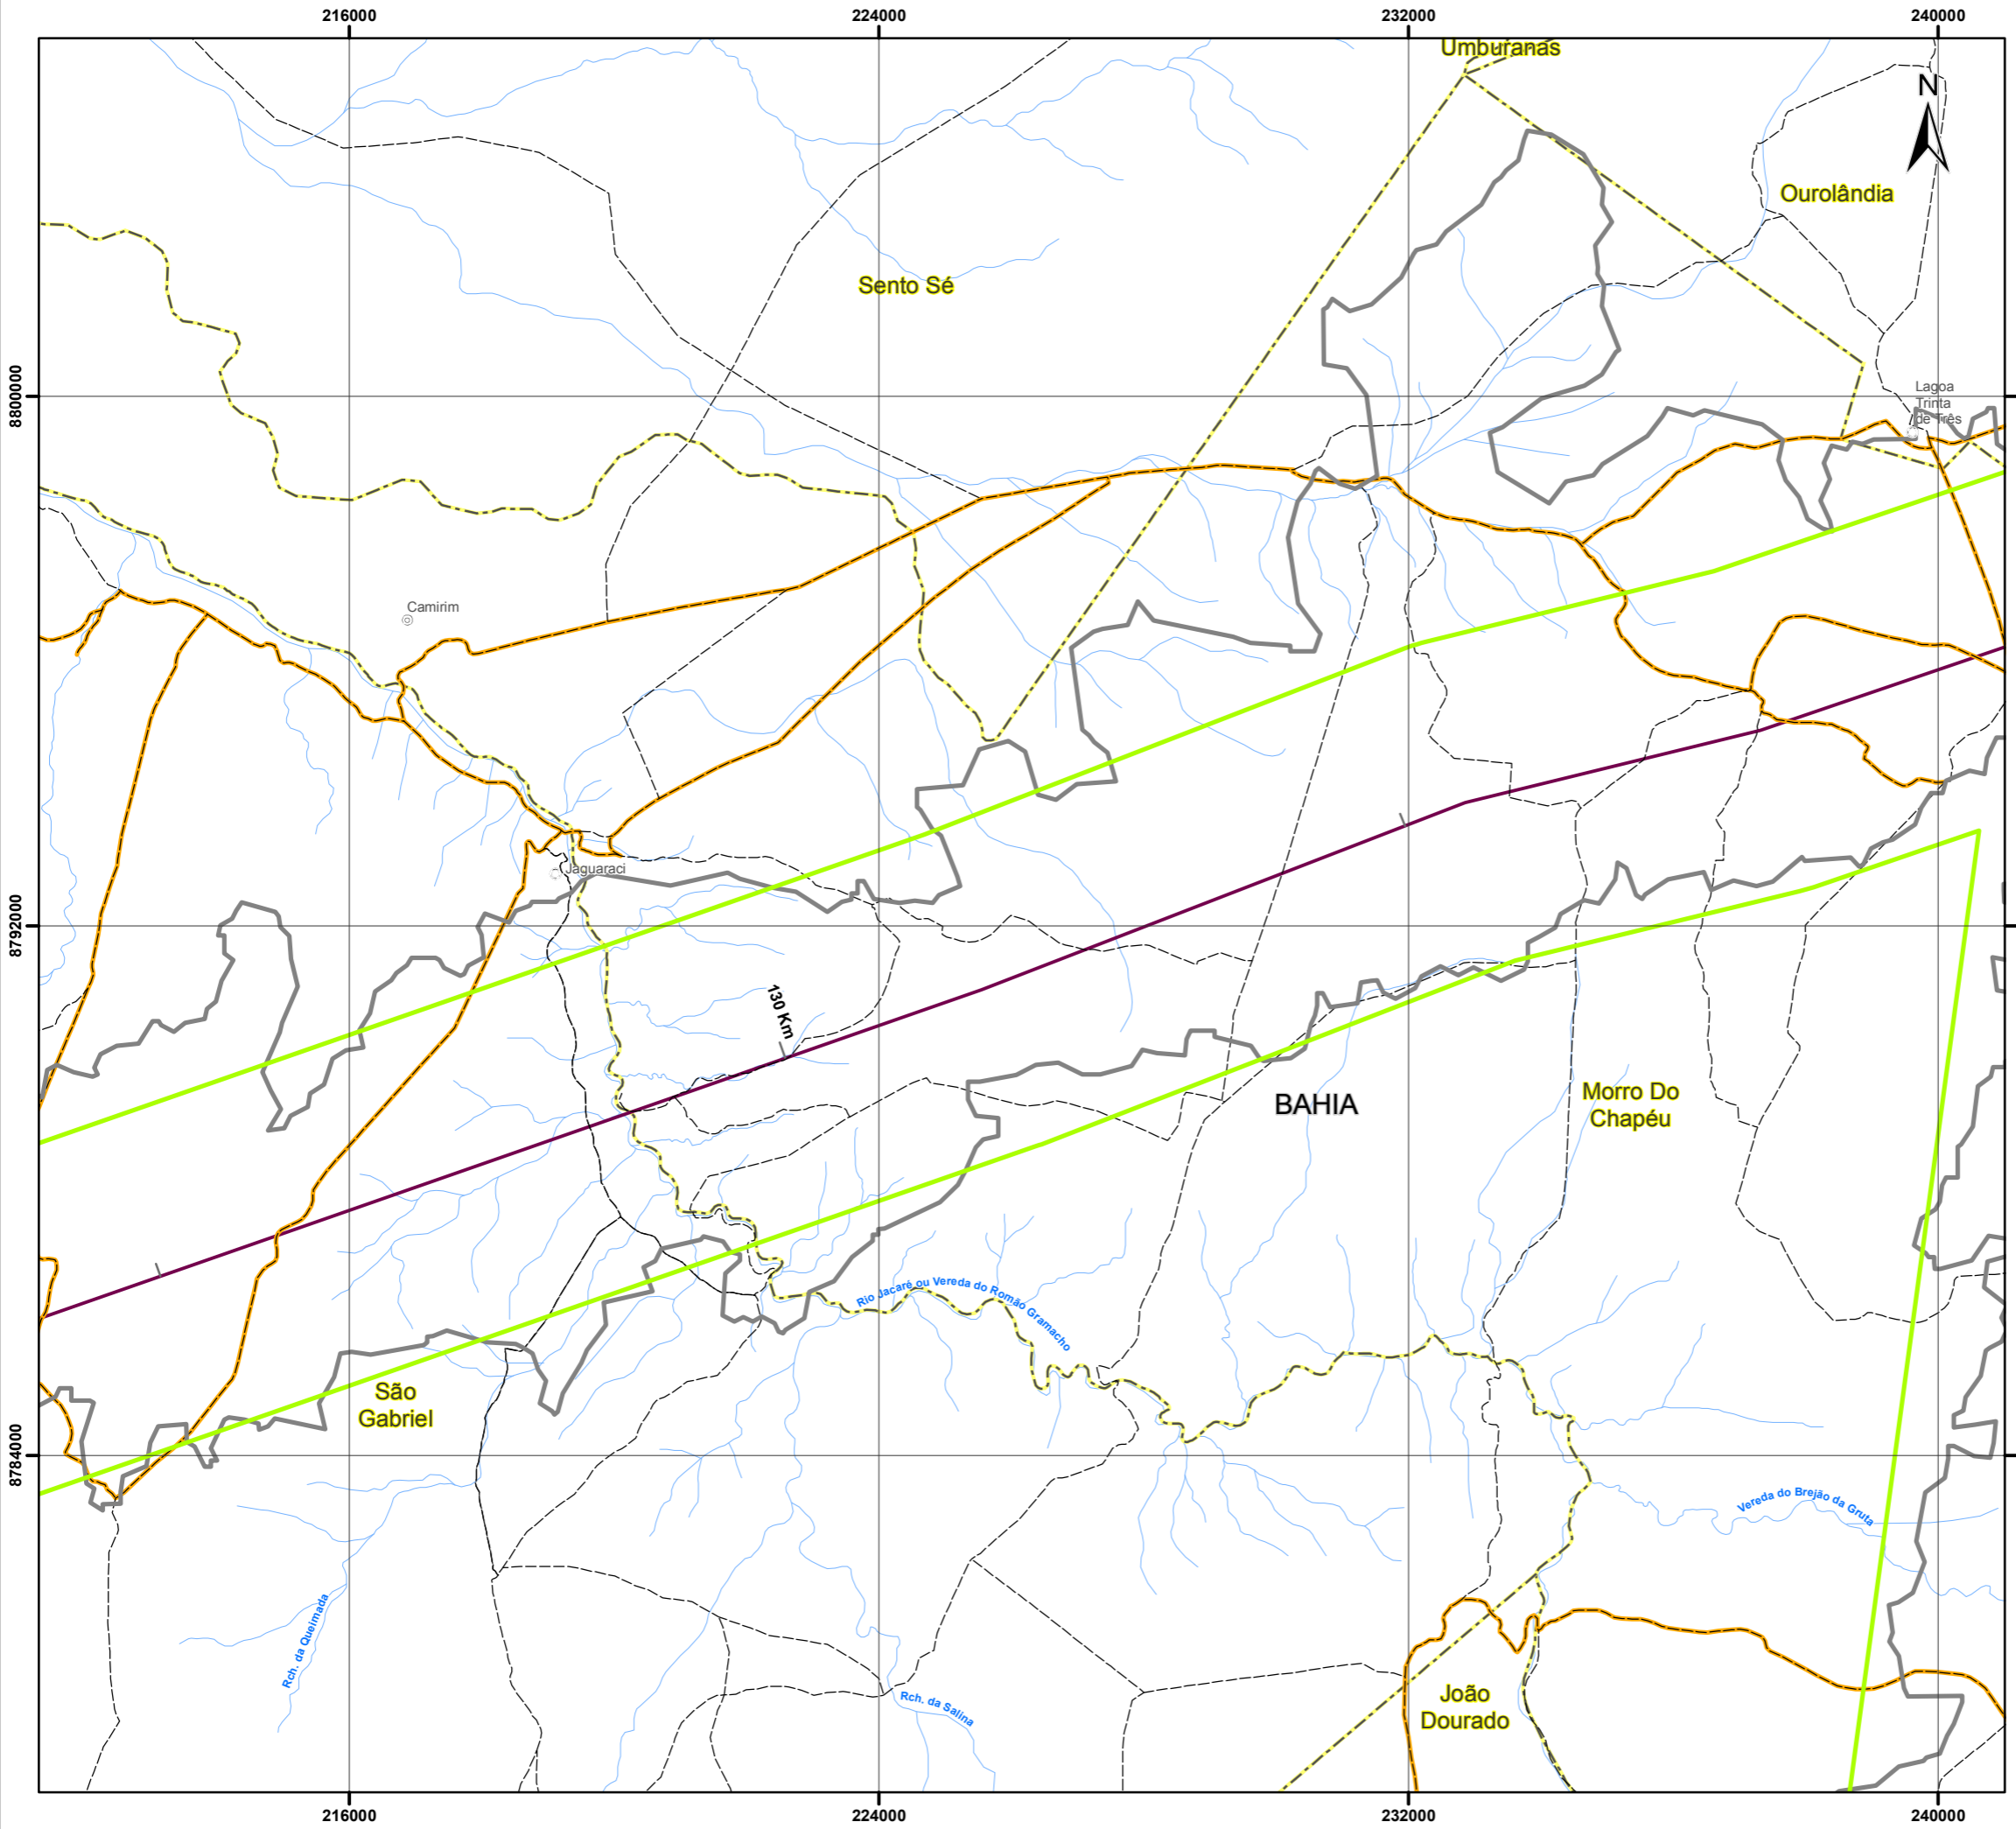 216000
224000
232000
240000
Umburanas
N
Ourolândia
Sento Sé
8800000
Lagoa
Trinta
de Três
Camirim
Jaguaraci
8792000
130 Km
BAHIA
Morro Do
Chapéu
Rio Jacaré ou Vereda do Romão Gramacho
São
Gabriel
8784000
Vereda do Brejão da Gruta
Rch. da Queimada
Rch. da Salina
João
Dourado
216000
224000
232000
240000